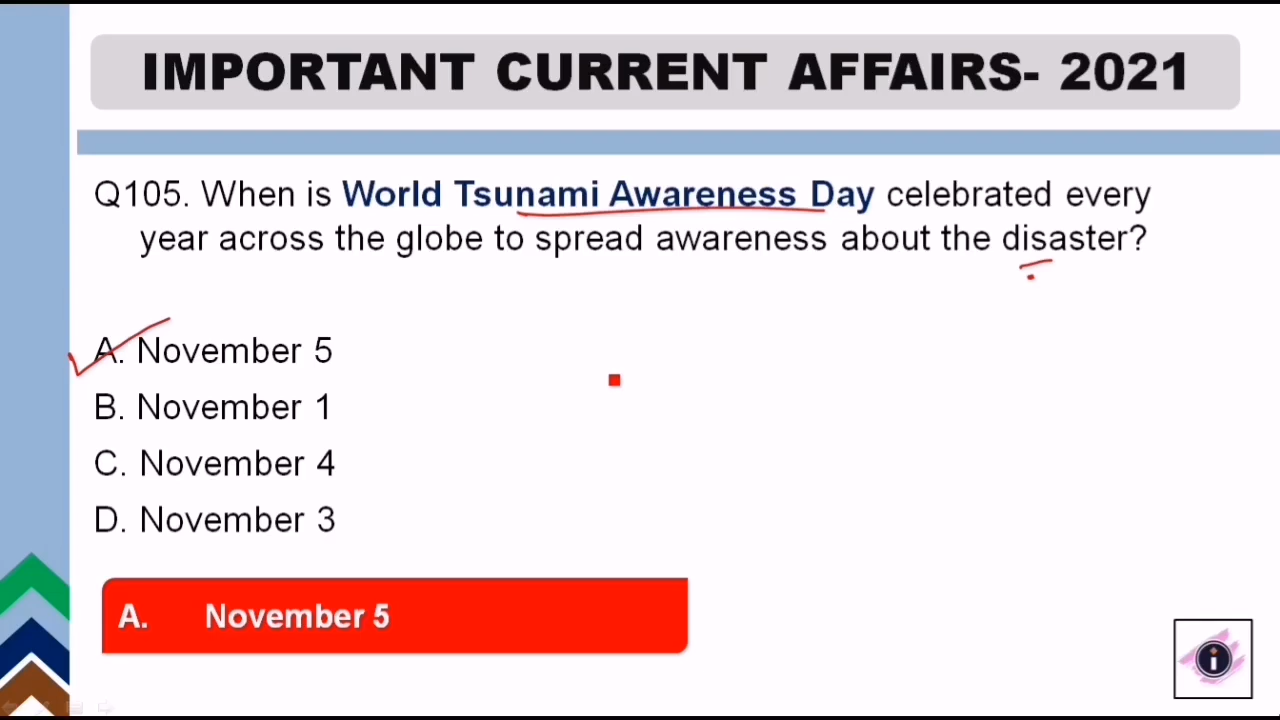 IMPORTANT CURRENT AFFAIRS- 2021
Q105. When is World Tsunami Awareness Day celebrated every
year across the globe to spread awareness about the disaster?
A. November 5
B. November 1
C. November 4
D. November 3
A. November 5
i